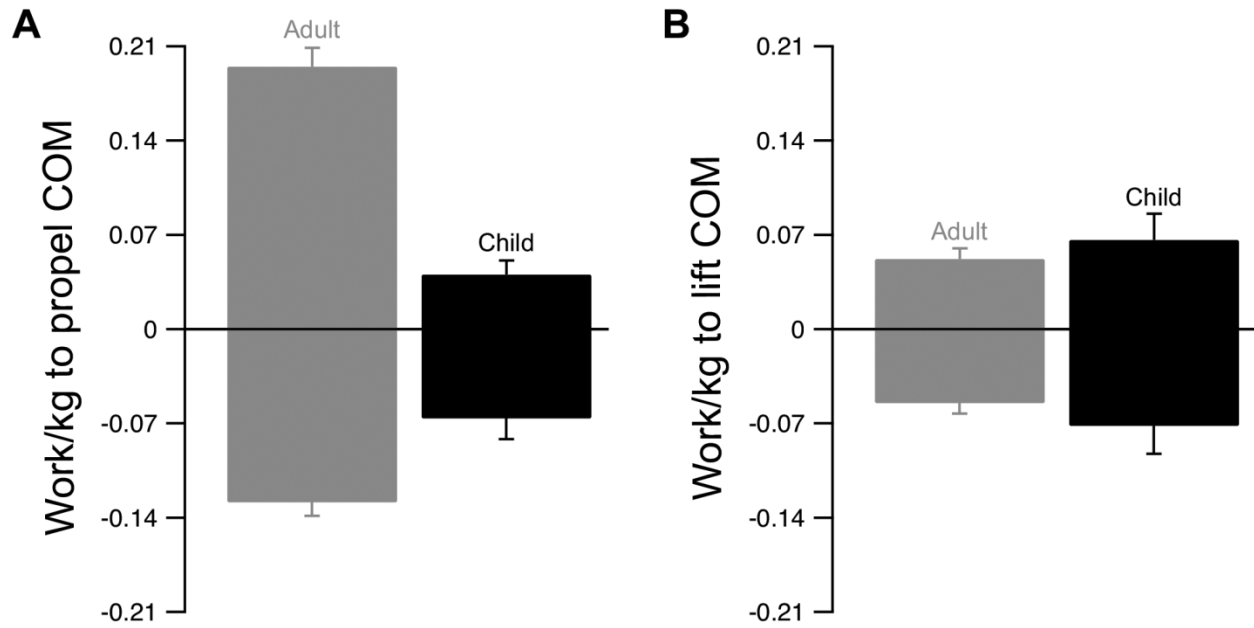 A
Work/kg to propel COM
0.21
0.14
0.07
0
-0.07
-0.14
-0.21
Adult
Child
B
Work/kg to lift COM
0.21
0.14
0.07
0
-0.07
-0.14
-0.21
Adult
Child